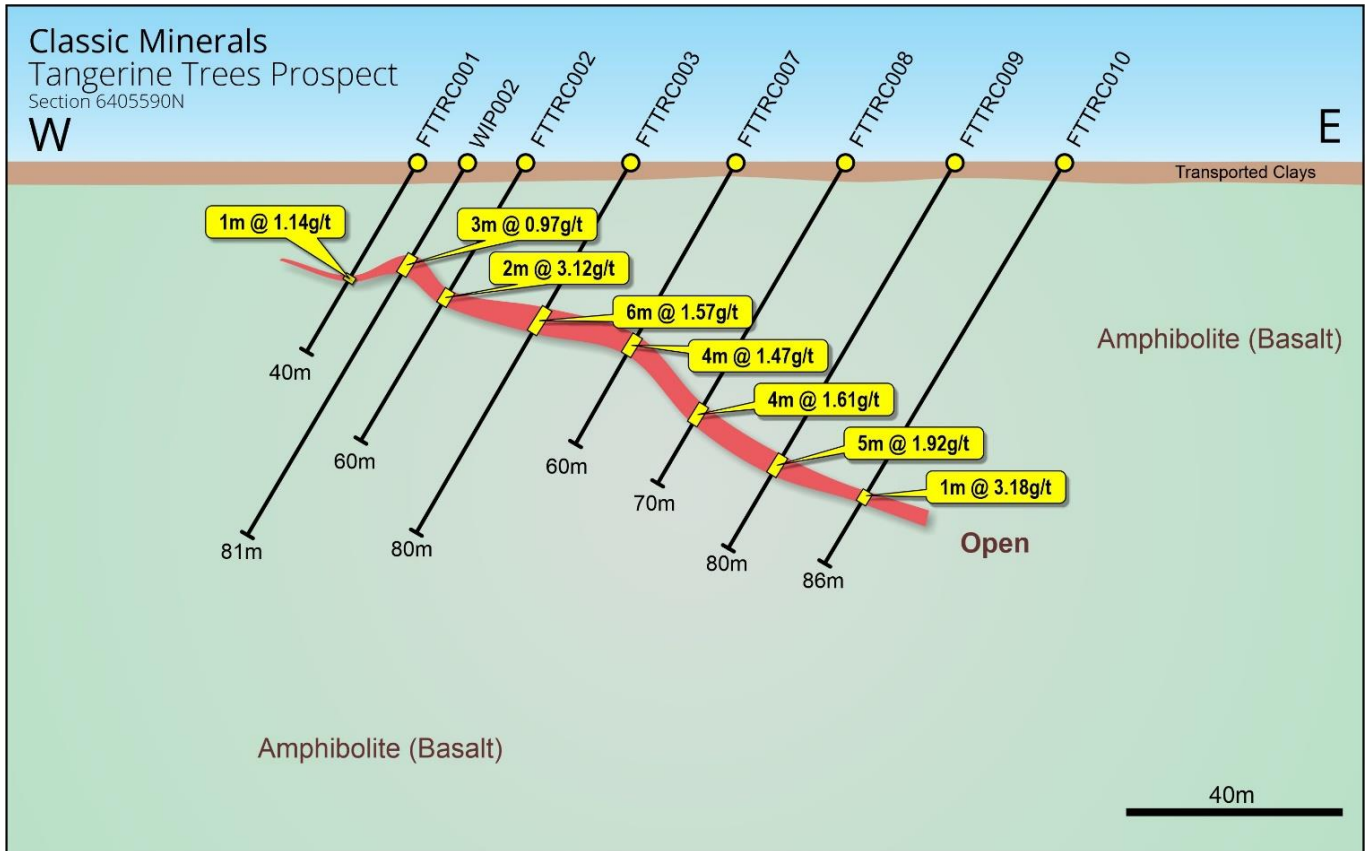 Classic Minerals
Tangerine Trees Prospect
Section 6405590N
W
E
FTTRC001
WIP002
FTTRC002
FTTRC003
FTTRC007
FTTRC008
FTTRC009
FTTRC010
Transported Clays
1m @ 1.14g/t
3m @ 0.97g/t
2m @ 3.12g/t
6m @ 1.57g/t
4m @ 1.47g/t
4m @ 1.61g/t
5m @ 1.92g/t
1m @ 3.18g/t
Amphibolite (Basalt)
40m
60m
60m
70m
81m
80m
80m
86m
Open
Amphibolite (Basalt)
40m